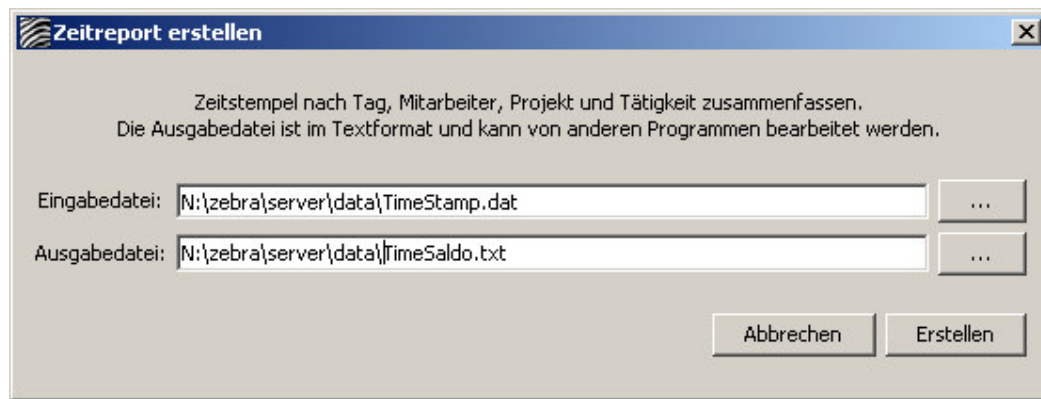 Zeitreport erstellen
Zeitstempel nach Tag, Mitarbeiter, Projekt und Tätigkeit zusammenfassen.
Die Ausgabedatei ist im Textformat und kann von anderen Programmen bearbeitet werden.
Eingabedatei: N:\zebra\server\data\TimeStamp.dat ...
Ausgabedatei: N:\zebra\server\data\TimeSaldo.txt ...
Abbrechen Erstellen